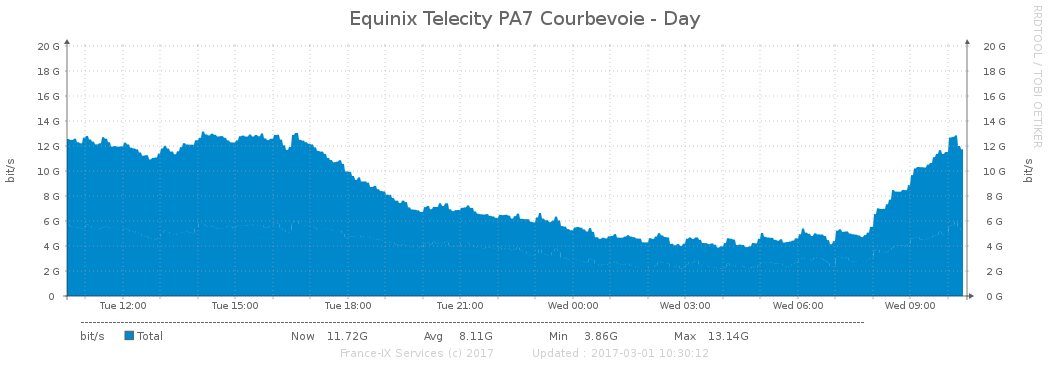 Equinix Telecity PA7 Courbevoie - Day
RRDTOOL / TOBI OETIKER
20 G 20 G
18 G 18 G
16 G 16 G
14 G 14 G
12 G 12 G
10 G 10 G
8 G 8 G
6 G 6 G
4 G 4 G
2 G 2 G
0 0 G
bit/s bit/s
Tue 12:00 Tue 15:00 Tue 18:00 Tue 21:00 Wed 00:00 Wed 03:00 Wed 06:00 Wed 09:00
bit/s Total Now 11.72G Avg 8.11G Min 3.86G Max 13.14G
France-IX Services (c) 2017 Updated : 2017-03-01 10:30:12